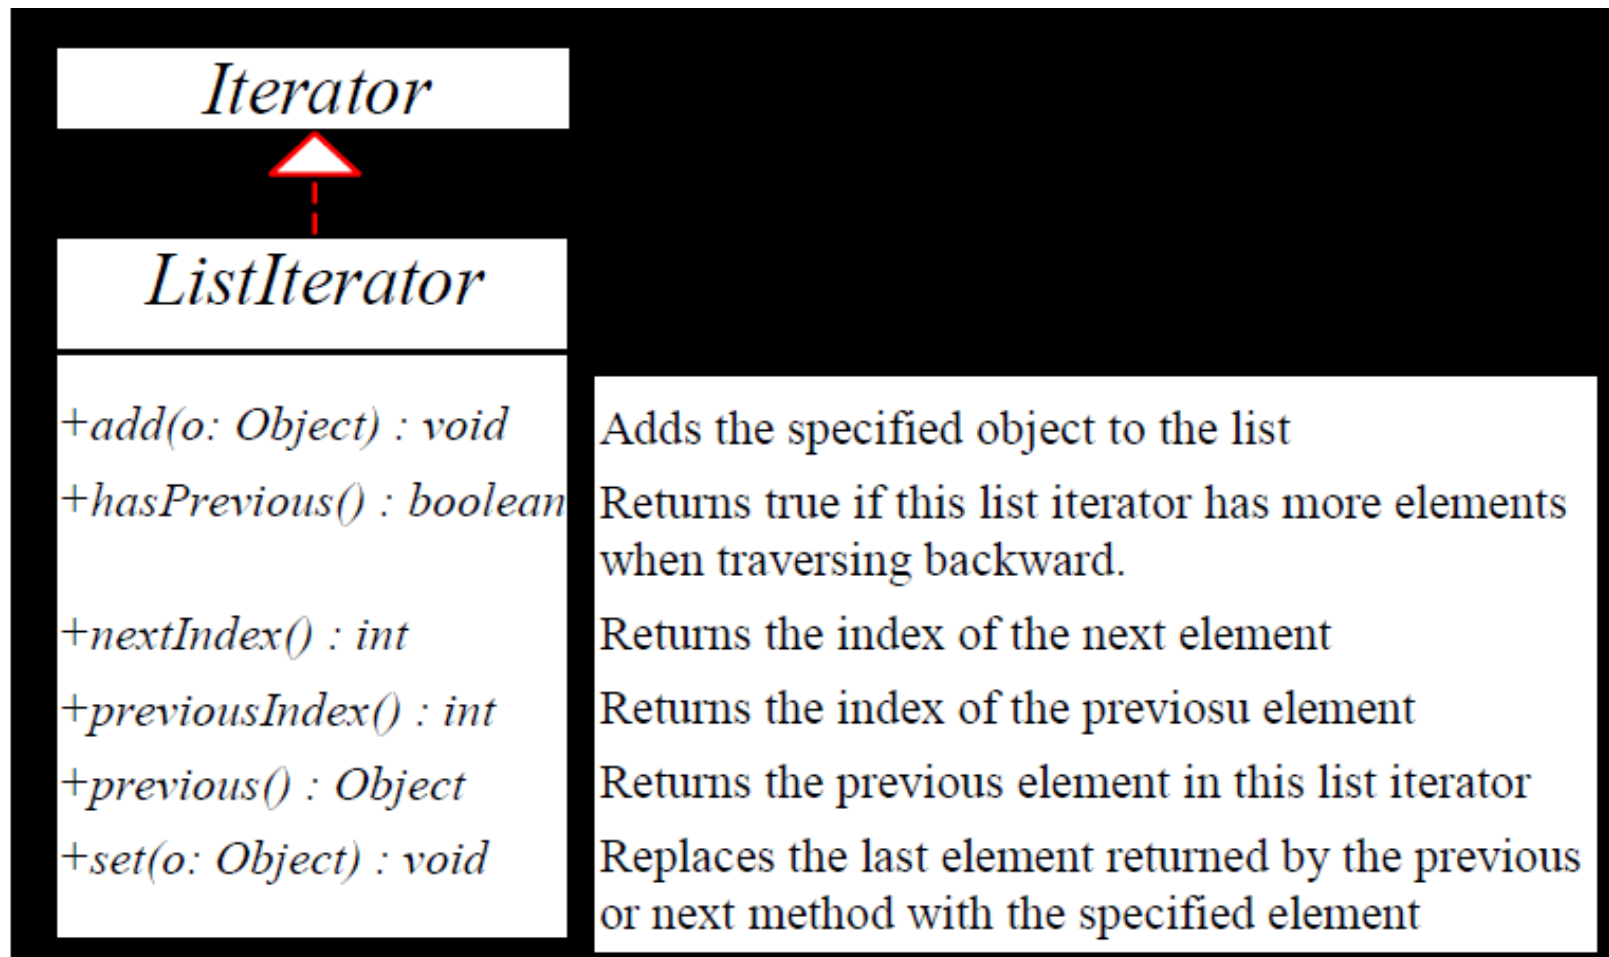 Iterator
ListIterator
+add(o: Object) : void
Adds the specified object to the list
+hasPrevious() : boolean
Returns true if this list iterator has more elements
when traversing backward.
+nextIndex() : int
Returns the index of the next element
+previousIndex() : int
Returns the index of the previosu element
+previous() : Object
Returns the previous element in this list iterator
+set(o: Object) : void
Replaces the last element returned by the previous
or next method with the specified element